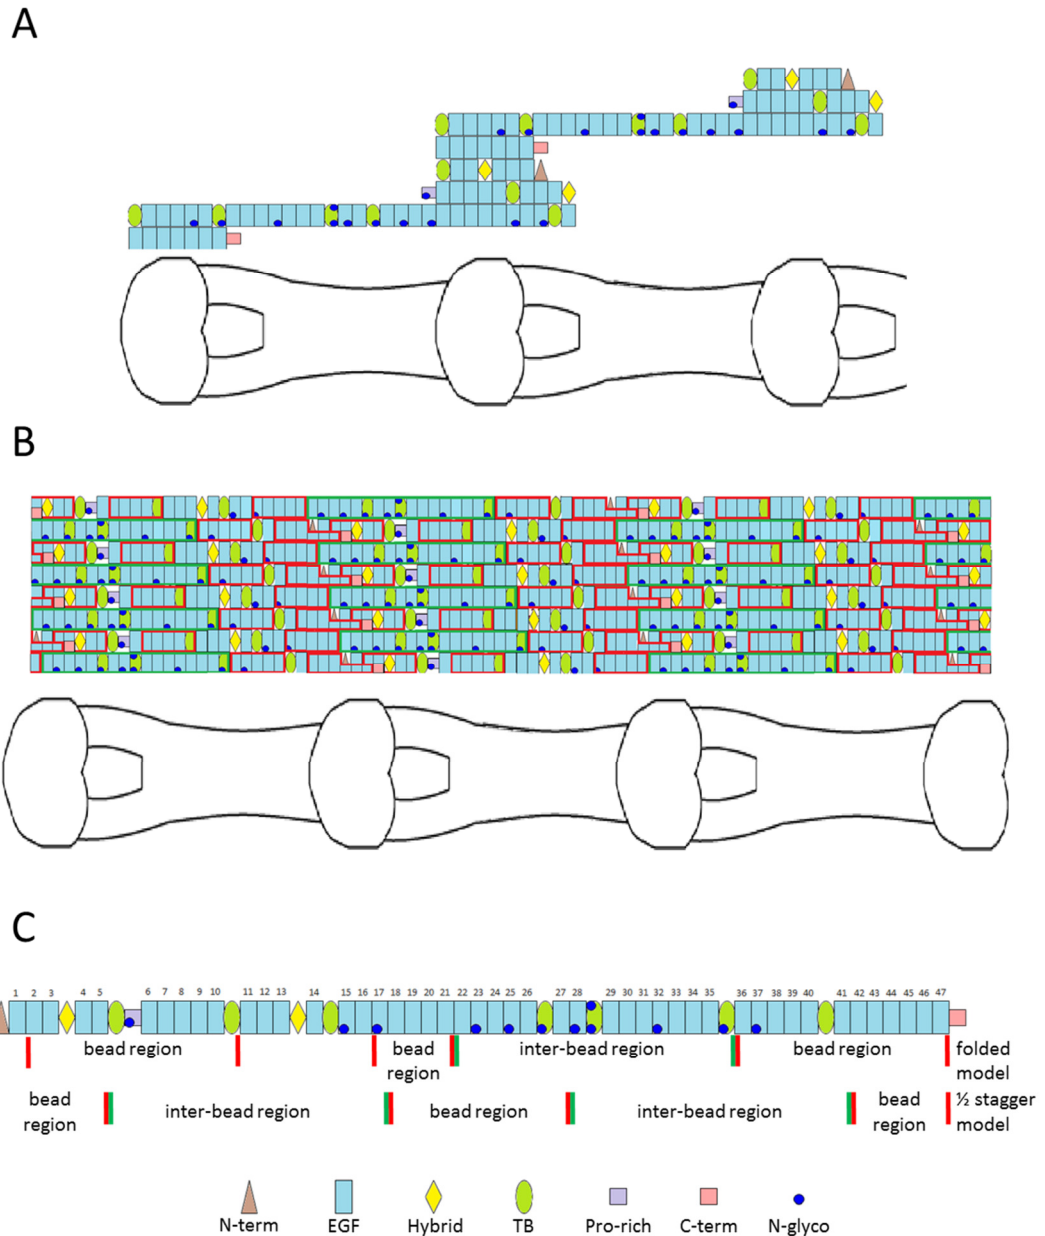 A
B
C
1 2 3 4 5 6 7 8 9 10 11 12 13 14 15 16 17 18 19 20 21 22 23 24 25 26 27 28 29 30 31 32 33 34 35 36 37 38 39 40 41 42 43 44 45 46 47
bead region bead inter-bead region bead region folded
region model
bead inter-bead region bead region inter-bead region bead ½ stagger
region region model
N-term EGF Hybrid TB Pro-rich C-term N-glyco